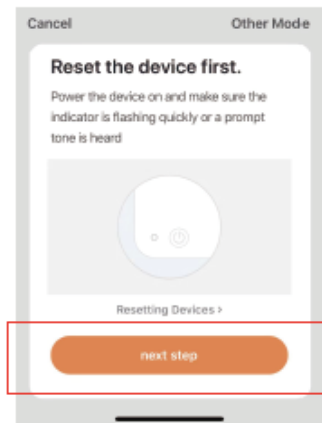 Cancel Other Mode
Reset the device first.
Power the device on and make sure the
indicator is flashing quickly or a prompt
tone is heard
Resetting Devices >
next step